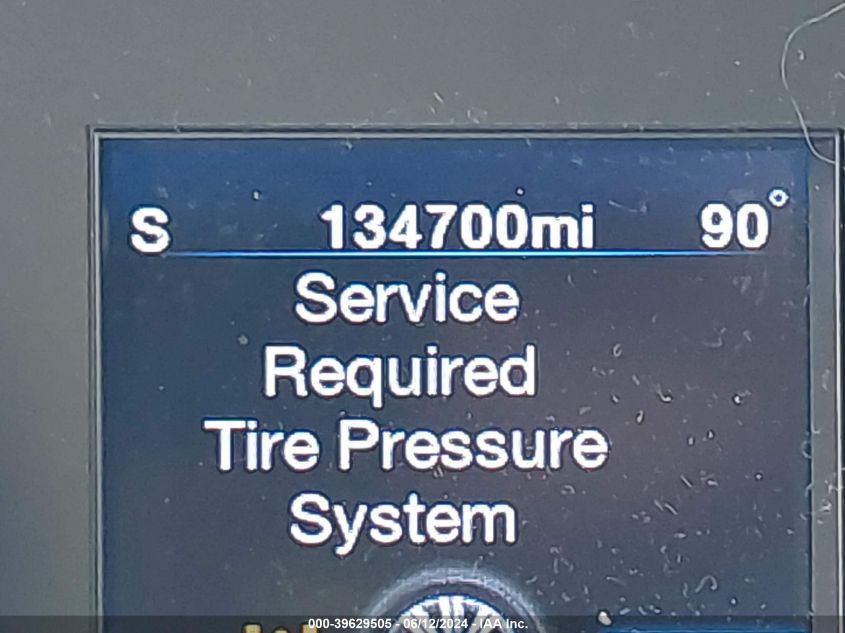 S 134700mi 90°
Service
Required
Tire Pressure
System
000-39629505 - 06/12/2024 - IAA Inc.